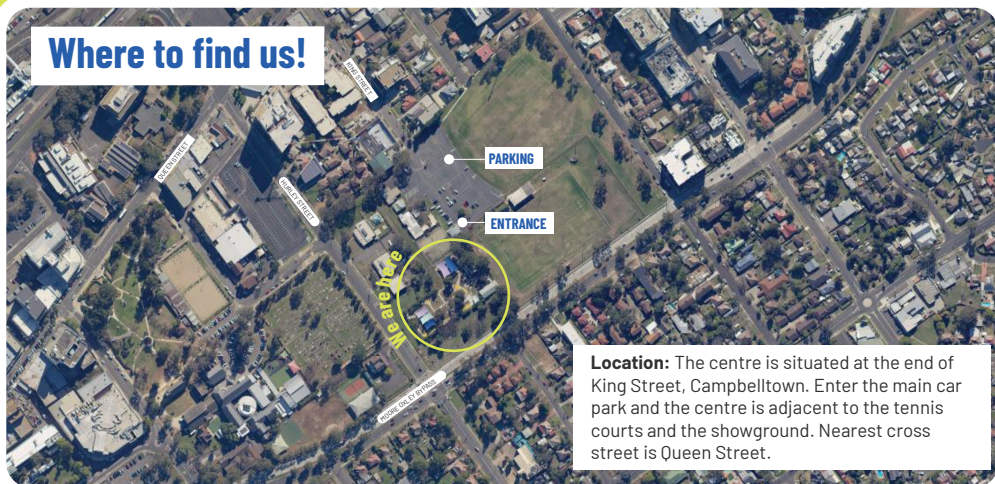 Where to find us!
KING STREET
QUEEN STREET
PARKING
HURLEY STREET
ENTRANCE
We are here
MOORE OXLEY BYPASS
Location: The centre is situated at the end of
King Street, Campbelltown. Enter the main car
park and the centre is adjacent to the tennis
courts and the showground. Nearest cross
street is Queen Street.